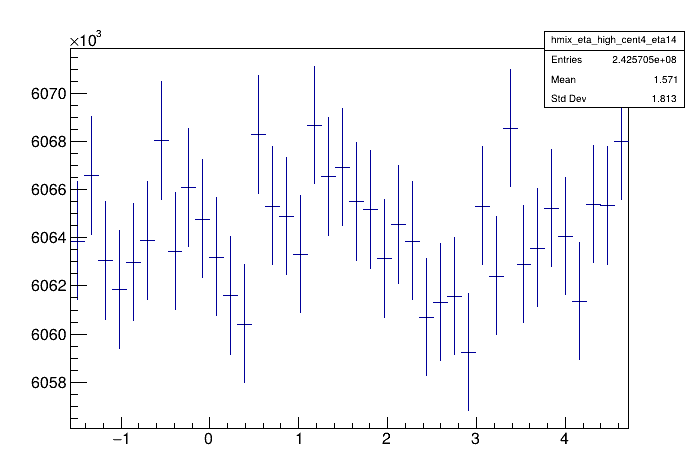 ×10³
hmix_eta_high_cent4_eta14
Entries 2.425705e+08
Mean 1.571
Std Dev 1.813
6070
6068
6066
6064
6062
6060
6058
−1 0 1 2 3 4